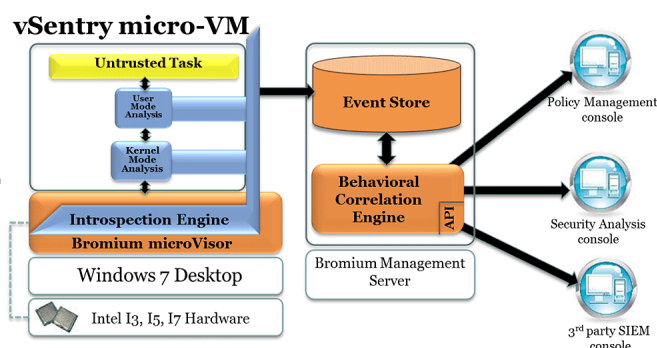 vSentry micro-VM
Untrusted Task
User
Mode
Analysis
Kernel
Mode
Analysis
Introspection Engine
Bromium microVisor
Windows 7 Desktop
Intel I3, I5, I7 Hardware
Event Store
Behavioral
Correlation
Engine
API
Bromium Management
Server
Policy Management
console
Security Analysis
console
3rd party SIEM
console